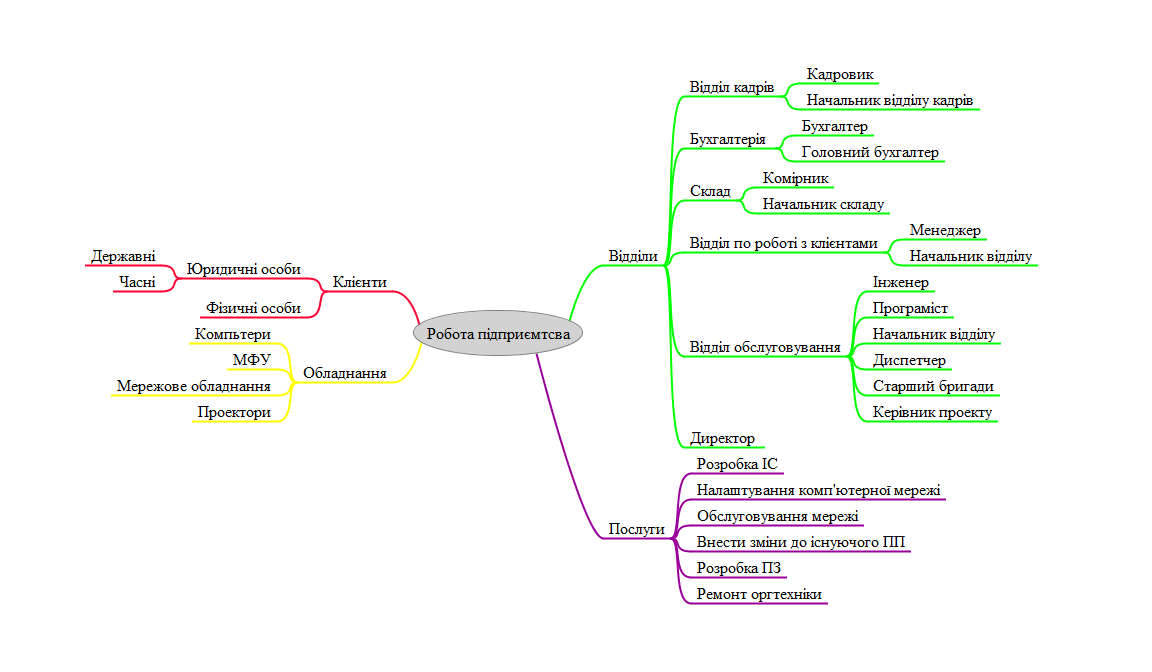 Робота підприємтсва
Клієнти
Юридичні особи
Державні
Часні
Фізичні особи
Обладнання
Компьтери
МФУ
Мережове обладнання
Проектори
Відділи
Відділ кадрів
Кадровик
Начальник відділу кадрів
Бухгалтерія
Бухгалтер
Головний бухгалтер
Склад
Комірник
Начальник складу
Відділ по роботі з клієнтами
Менеджер
Начальник відділу
Відділ обслуговування
Інженер
Програміст
Начальник відділу
Диспетчер
Старший бригади
Керівник проекту
Директор
Послуги
Розробка ІС
Налаштування комп'ютерної мережі
Обслуговування мережі
Внести зміни до існуючого ПП
Розробка ПЗ
Ремонт оргтехніки